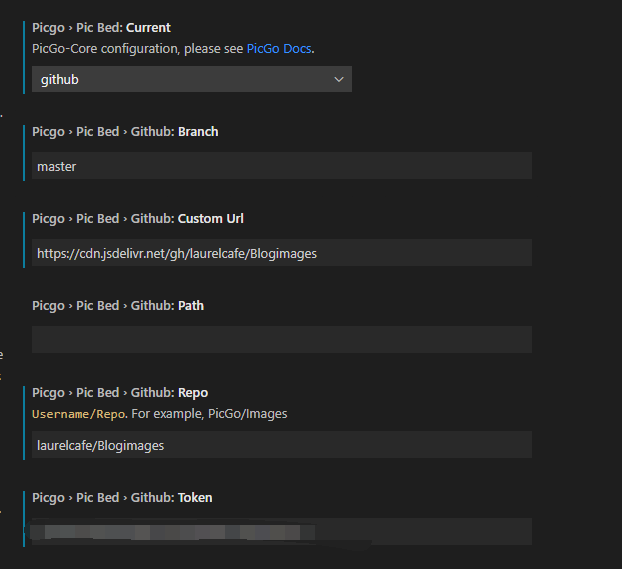 Picgo › Pic Bed: Current
PicGo-Core configuration, please see PicGo Docs.
github
Picgo › Pic Bed › Github: Branch
master
Picgo › Pic Bed › Github: Custom Url
https://cdn.jsdelivr.net/gh/laurelcafe/Blogimages
Picgo › Pic Bed › Github: Path
Picgo › Pic Bed › Github: Repo
Username/Repo. For example, PicGo/Images
laurelcafe/Blogimages
Picgo › Pic Bed › Github: Token